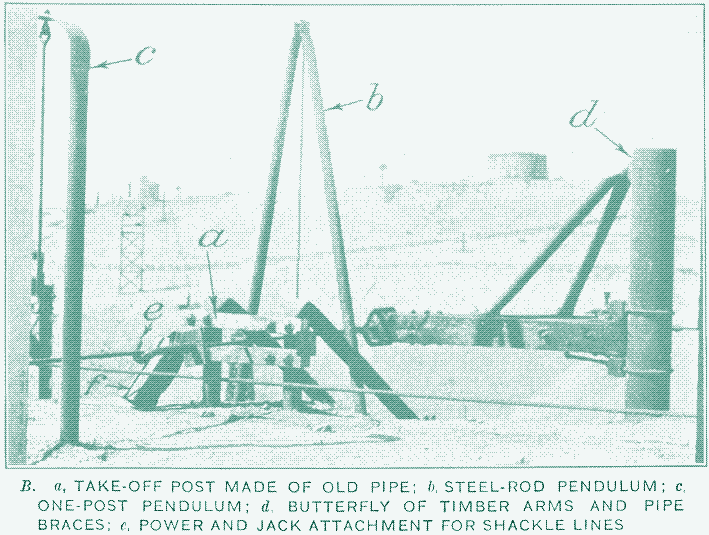 c
b
d
a
e
f
B. a, TAKE-OFF POST MADE OF OLD PIPE; b, STEEL-ROD PENDULUM; c,
ONE-POST PENDULUM; d, BUTTERFLY OF TIMBER ARMS AND PIPE
BRACES; e, POWER AND JACK ATTACHMENT FOR SHACKLE LINES